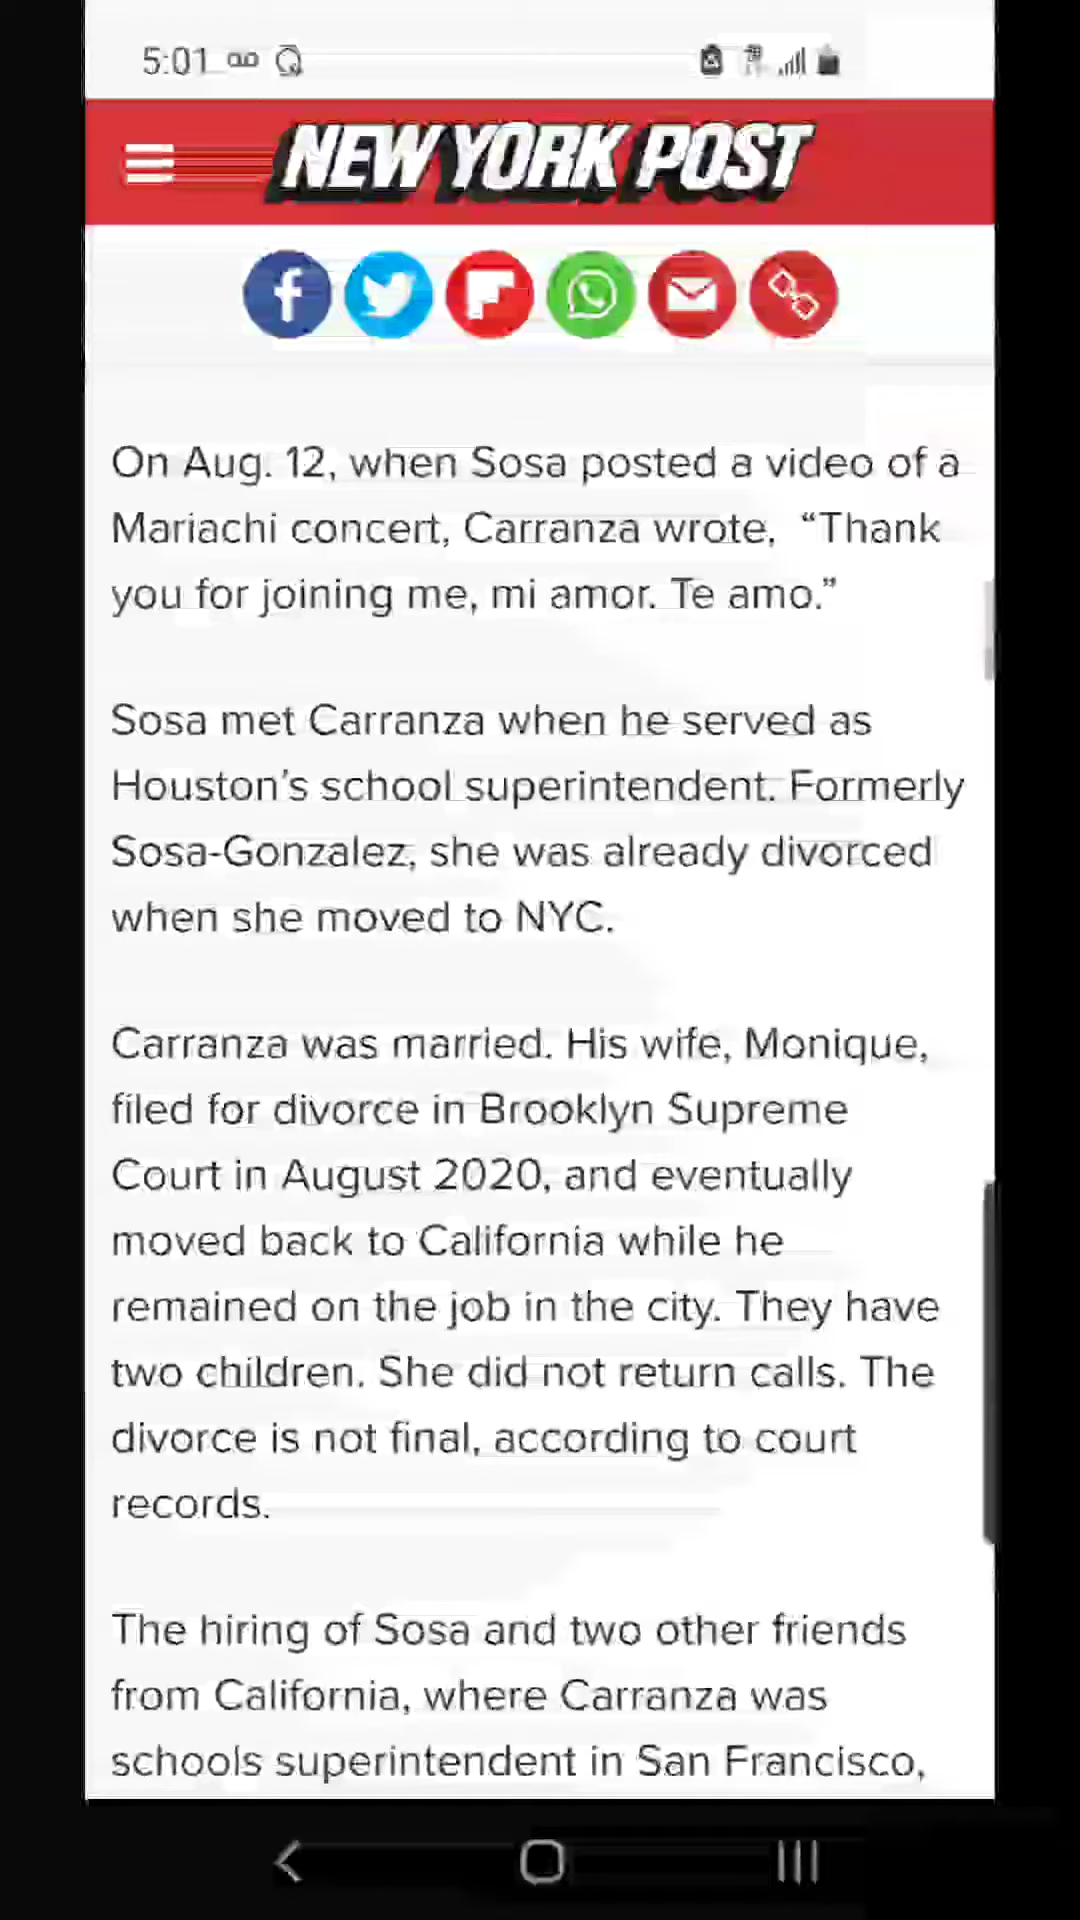 5:01
NEW YORK POST
On Aug. 12, when Sosa posted a video of a
Mariachi concert, Carranza wrote, “Thank
you for joining me, mi amor. Te amo.”
Sosa met Carranza when he served as
Houston’s school superintendent. Formerly
Sosa-Gonzalez, she was already divorced
when she moved to NYC.
Carranza was married. His wife, Monique,
filed for divorce in Brooklyn Supreme
Court in August 2020, and eventually
moved back to California while he
remained on the job in the city. They have
two children. She did not return calls. The
divorce is not final, according to court
records.
The hiring of Sosa and two other friends
from California, where Carranza was
schools superintendent in San Francisco,